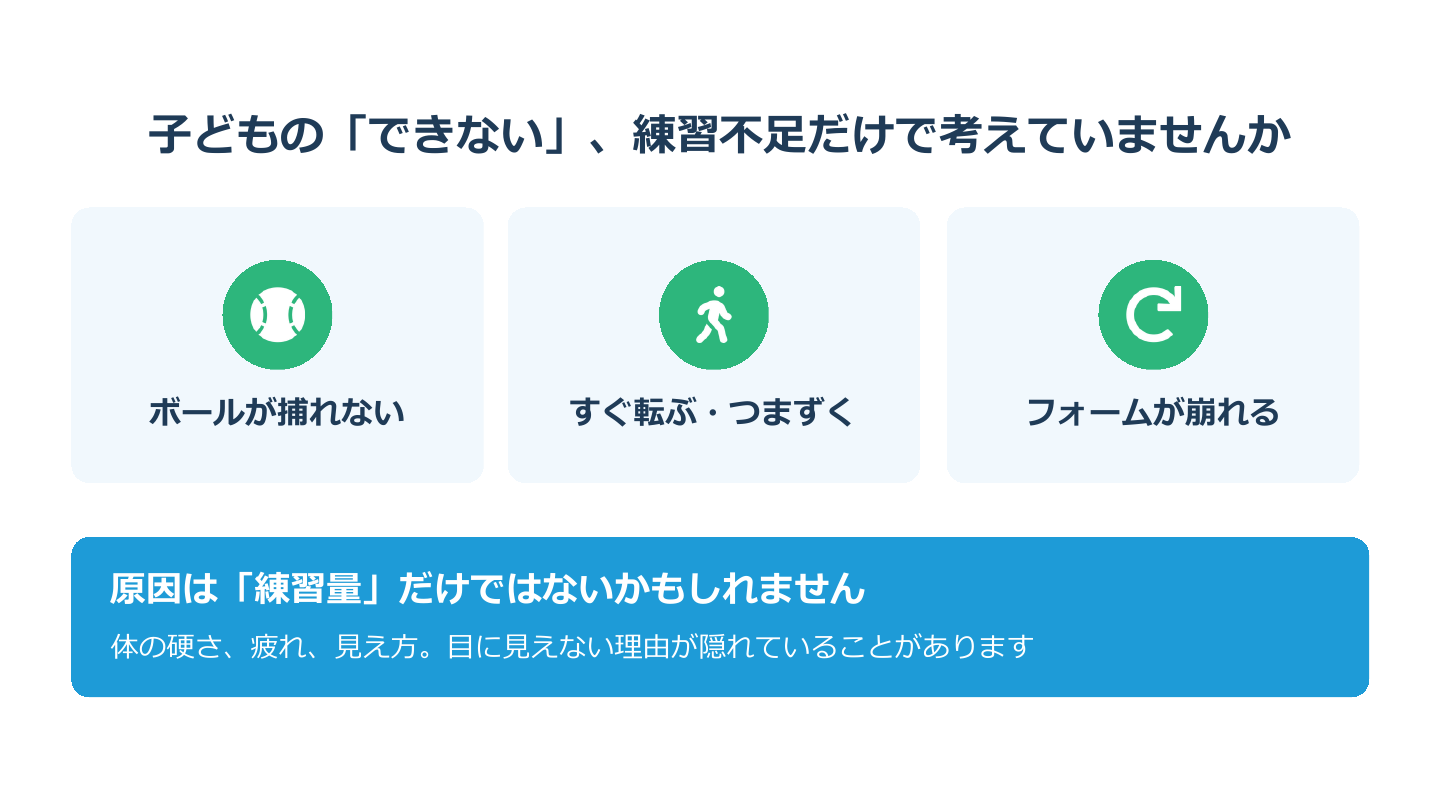 子どもの「できない」、練習不足だけで考えていませんか
ボールが捕れない
すぐ転ぶ・つまずく
フォームが崩れる
原因は「練習量」だけではないかもしれません
体の硬さ、疲れ、見え方。目に見えない理由が隠れていることがあります